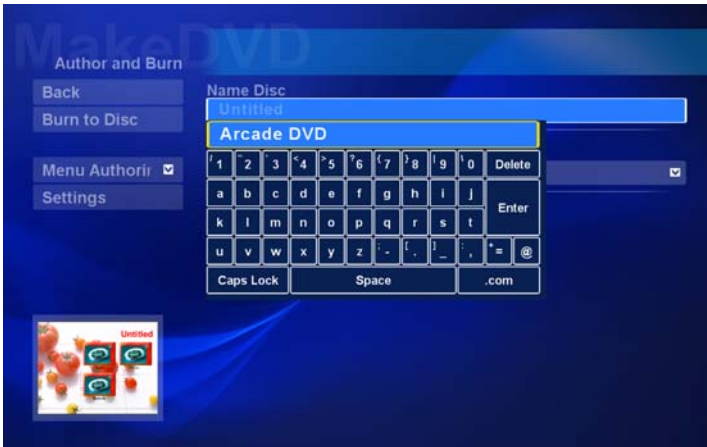 MakeDVD
Author and Burn
Back
Burn to Disc
Menu Authorin
Settings
Name Disc
Untitled
Arcade DVD
1 2 3 4 5 6 7 8 9 0 Delete
a b c d e f g h i j
Enter
k l m n o p q r s t
u v w x y z - . _ , = @
Caps Lock Space .com
Untitled